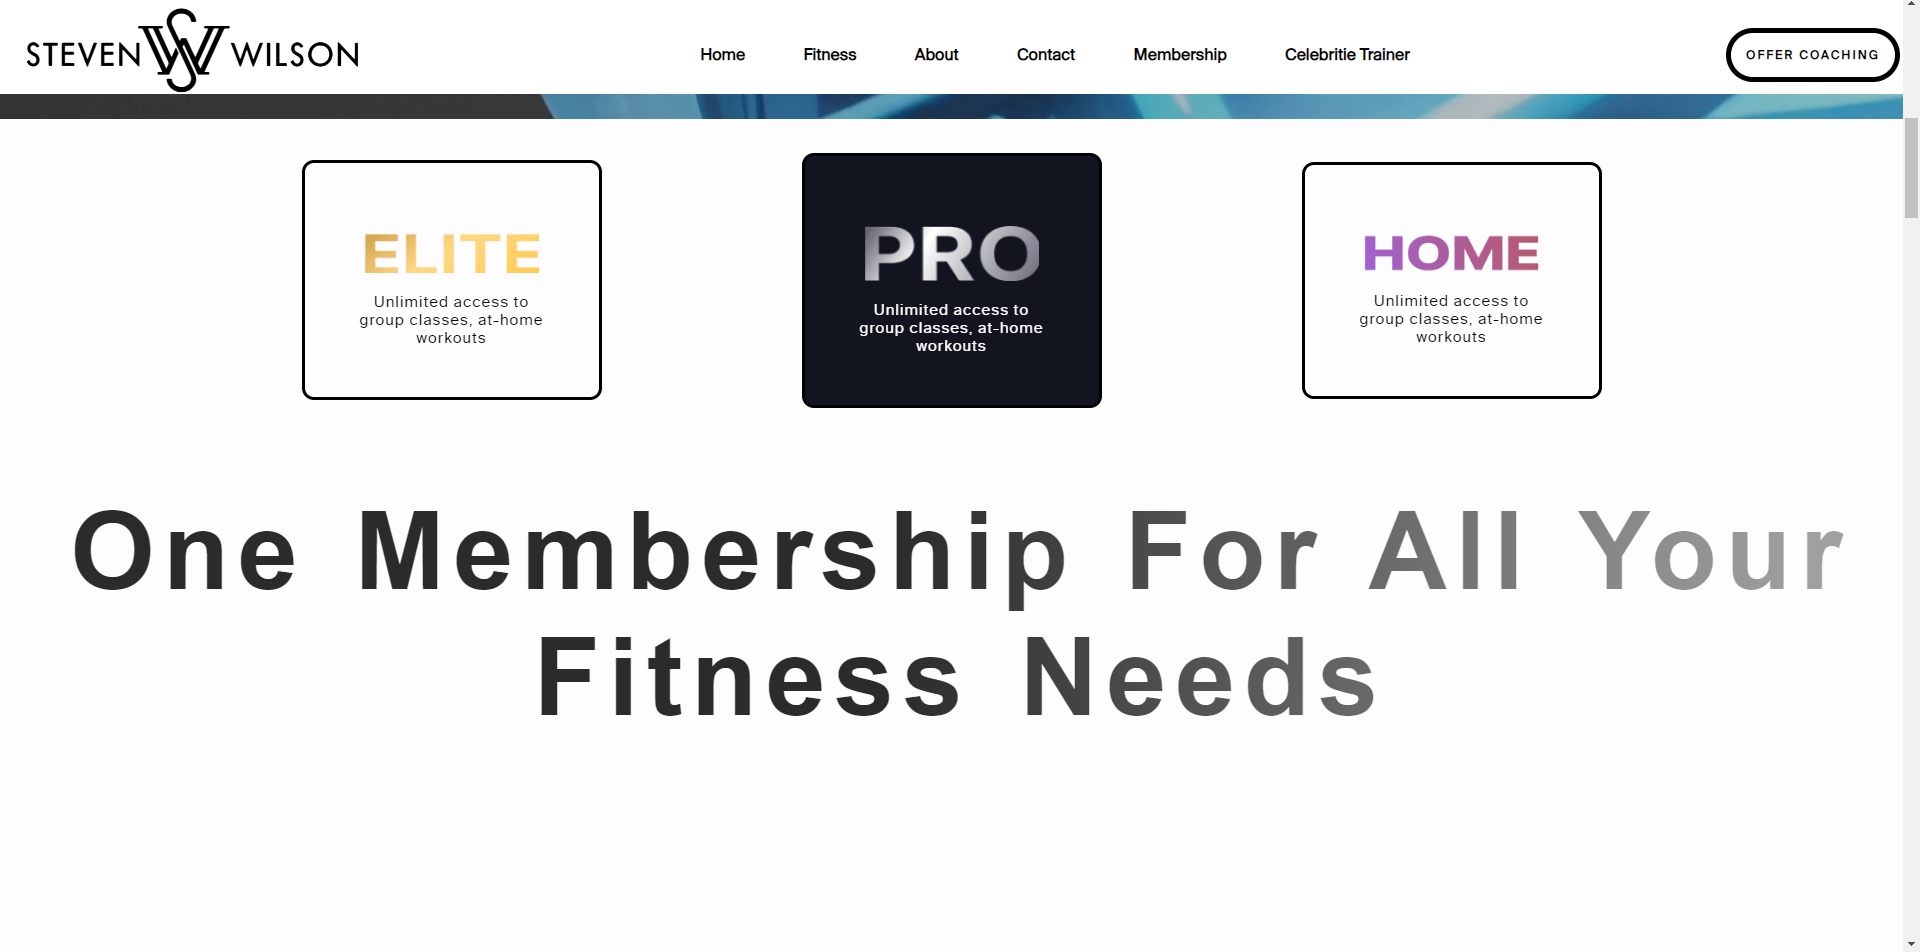 STEVEN WILSON
Home Fitness About Contact Membership Celebritie Trainer
OFFER COACHING
ELITE
Unlimited access to
group classes, at-home
workouts
PRO
Unlimited access to
group classes, at-home
workouts
HOME
Unlimited access to
group classes, at-home
workouts
One Membership For All Your
Fitness Needs